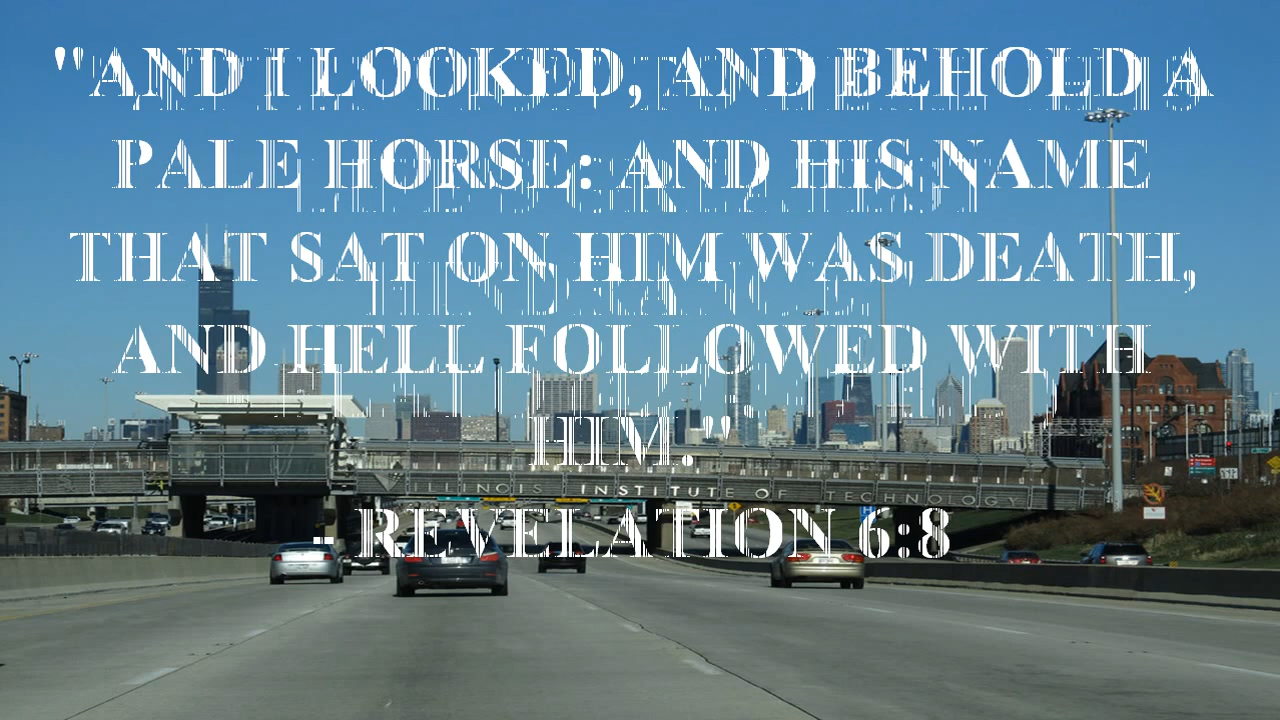 "AND I LOOKED, AND BEHOLD A
PALE HORSE: AND HIS NAME
THAT SAT ON HIM WAS DEATH,
AND HELL FOLLOWED WITH
HIM."
ILLINOIS INSTITUTE OF TECHNOLOGY
- REVELATION 6:8